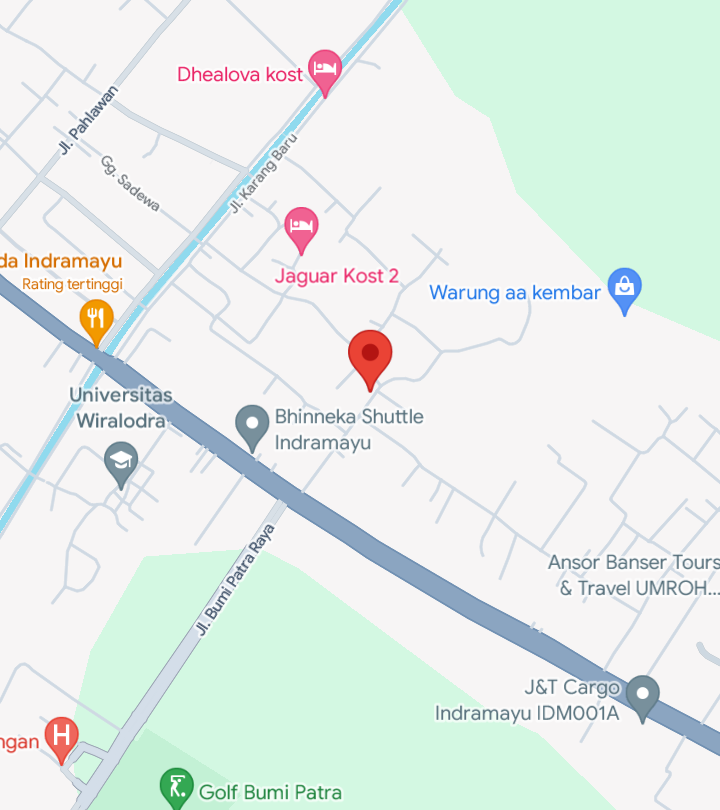 Dhealova kost
Jl. Pahlawan
Gg. Sadewa
Jl. Karang Baru
da Indramayu
Rating tertinggi
Jaguar Kost 2
Warung aa kembar
Universitas
Wiralodra
Bhinneka Shuttle
Indramayu
Jl. Bumi Patra Raya
Ansor Banser Tours
& Travel UMROH...
J&T Cargo
Indramayu IDM001A
ngan
H
Golf Bumi Patra